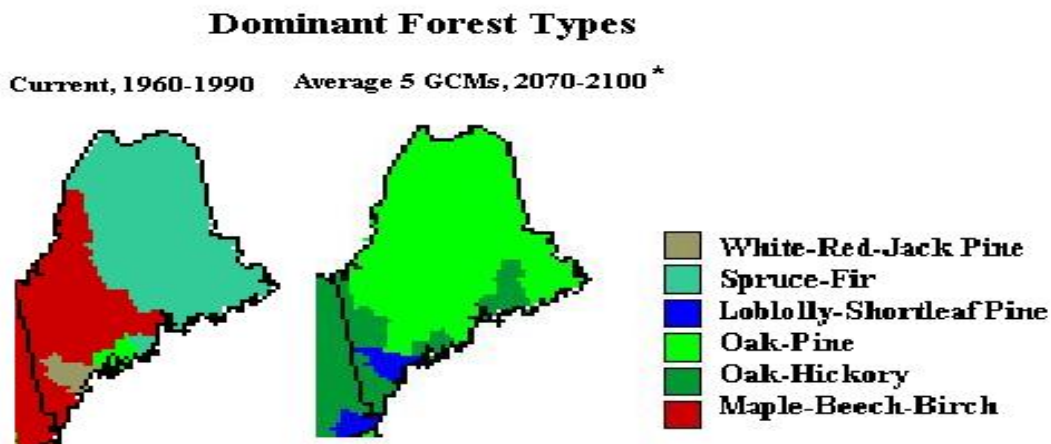 Dominant Forest Types
Current, 1960-1990
Average 5 GCMs, 2070-2100*
White-Red-Jack Pine
Spruce-Fir
Loblolly-Shortleaf Pine
Oak-Pine
Oak-Hickory
Maple-Beech-Birch